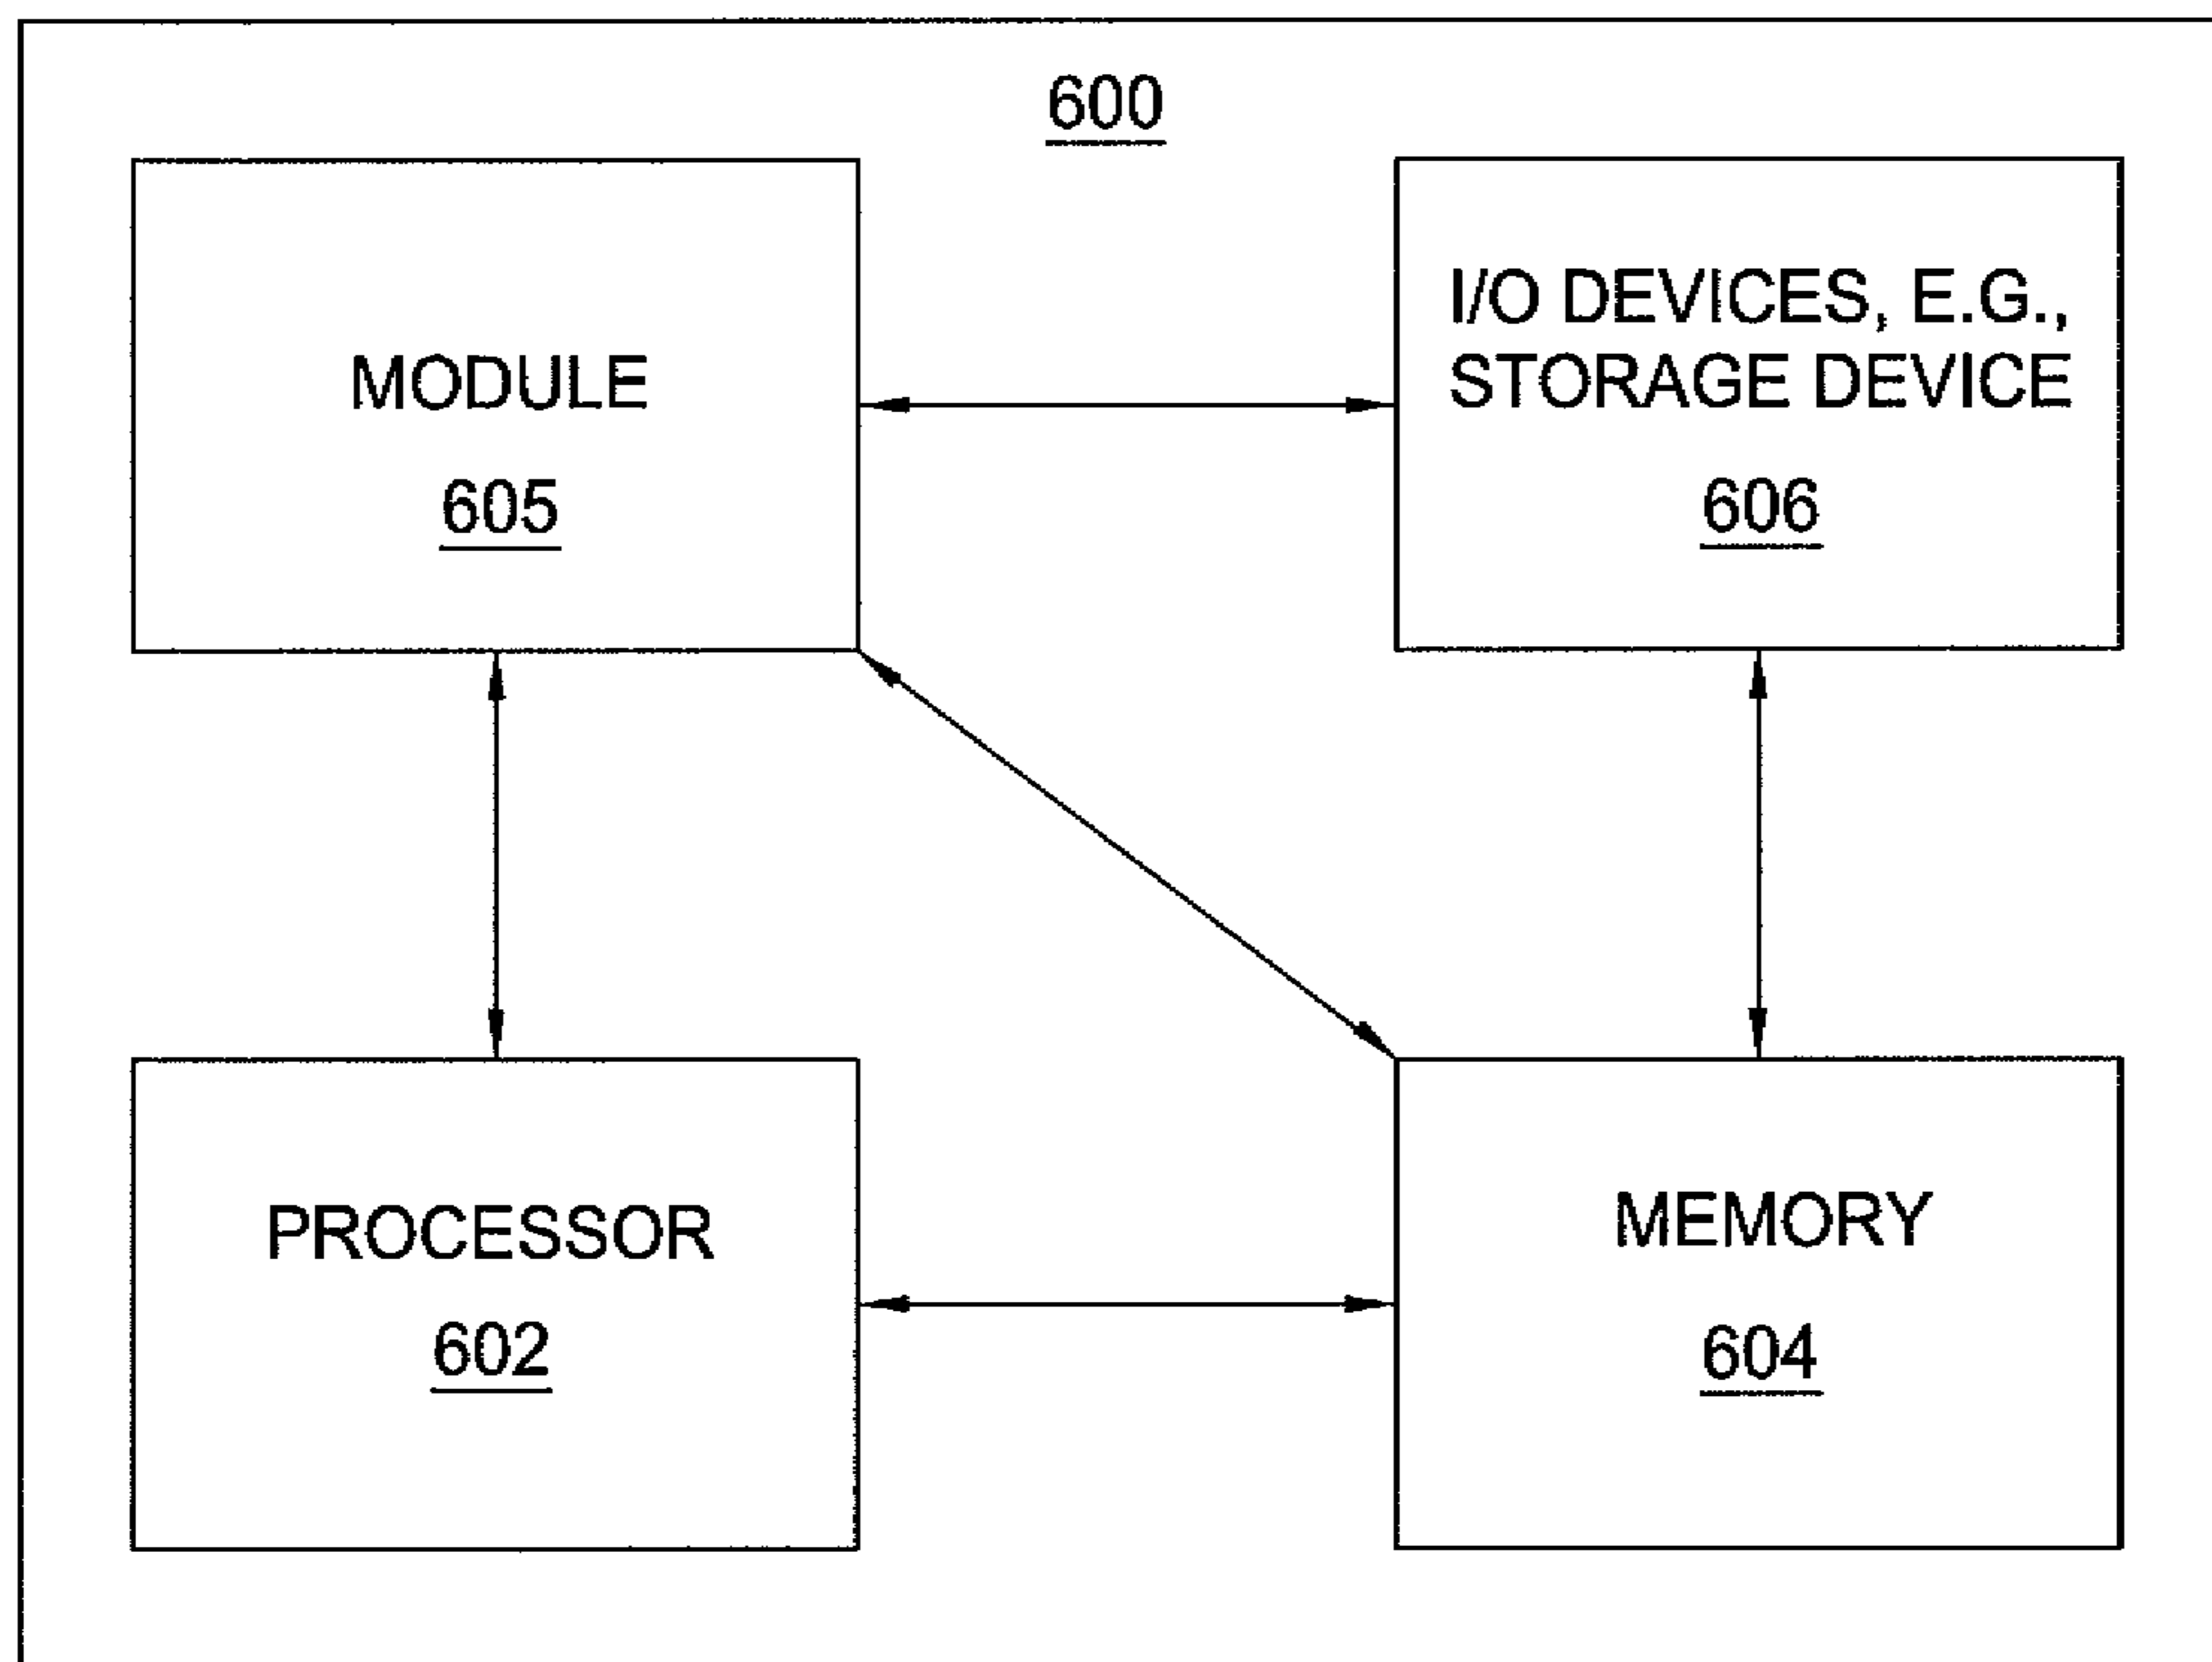 600
MODULE
605
I/O DEVICES, E.G.,
STORAGE DEVICE
606
PROCESSOR
602
MEMORY
604